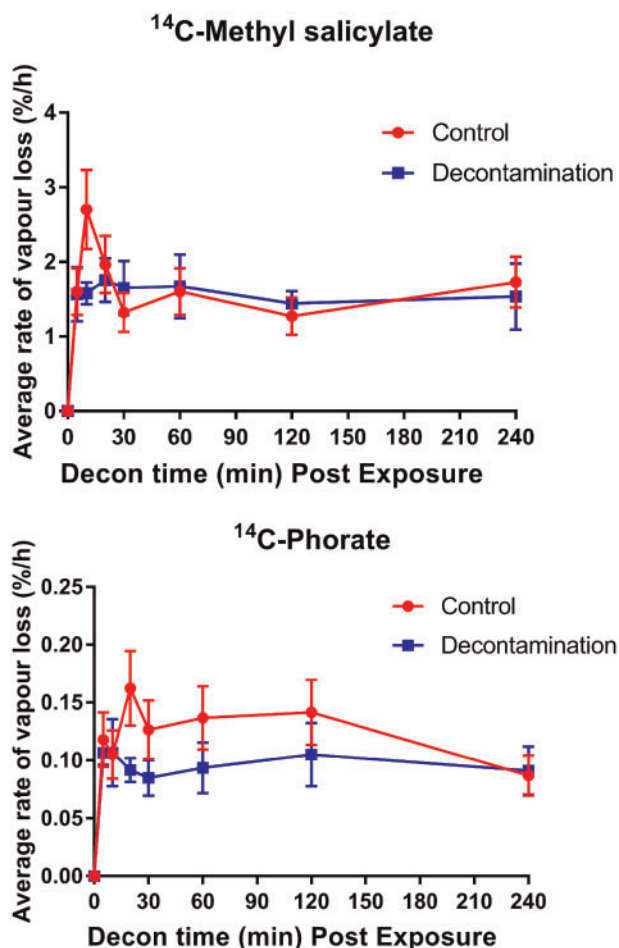 ¹⁴C-Methyl salicylate
Average rate of vapour loss (%/h)
4
3
2
1
0
Control
Decontamination
0 30 60 90 120 150 180 210 240
Decon time (min) Post Exposure
¹⁴C-Phorate
Average rate of vapour loss (%/h)
0.25
0.20
0.15
0.10
0.05
0.00
Control
Decontamination
0 30 60 90 120 150 180 210 240
Decon time (min) Post Exposure